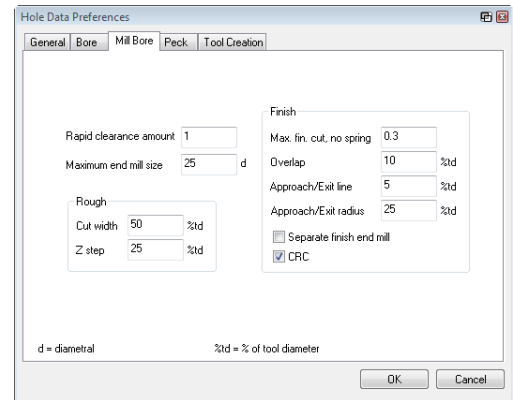 Hole Data Preferences
General Bore Mill Bore Peck Tool Creation
Rapid clearance amount 1
Maximum end mill size 25 d
Rough
Cut width 50 %td
Z step 25 %td
Finish
Max. fin. cut, no spring 0.3
Overlap 10 %td
Approach/Exit line 5 %td
Approach/Exit radius 25 %td
Separate finish end mill
CRC
d = diametral %td = % of tool diameter
OK Cancel